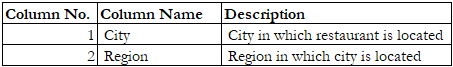 Column No. Column Name Description
1 City City in which restaurant is located
2 Region Region in which city is located